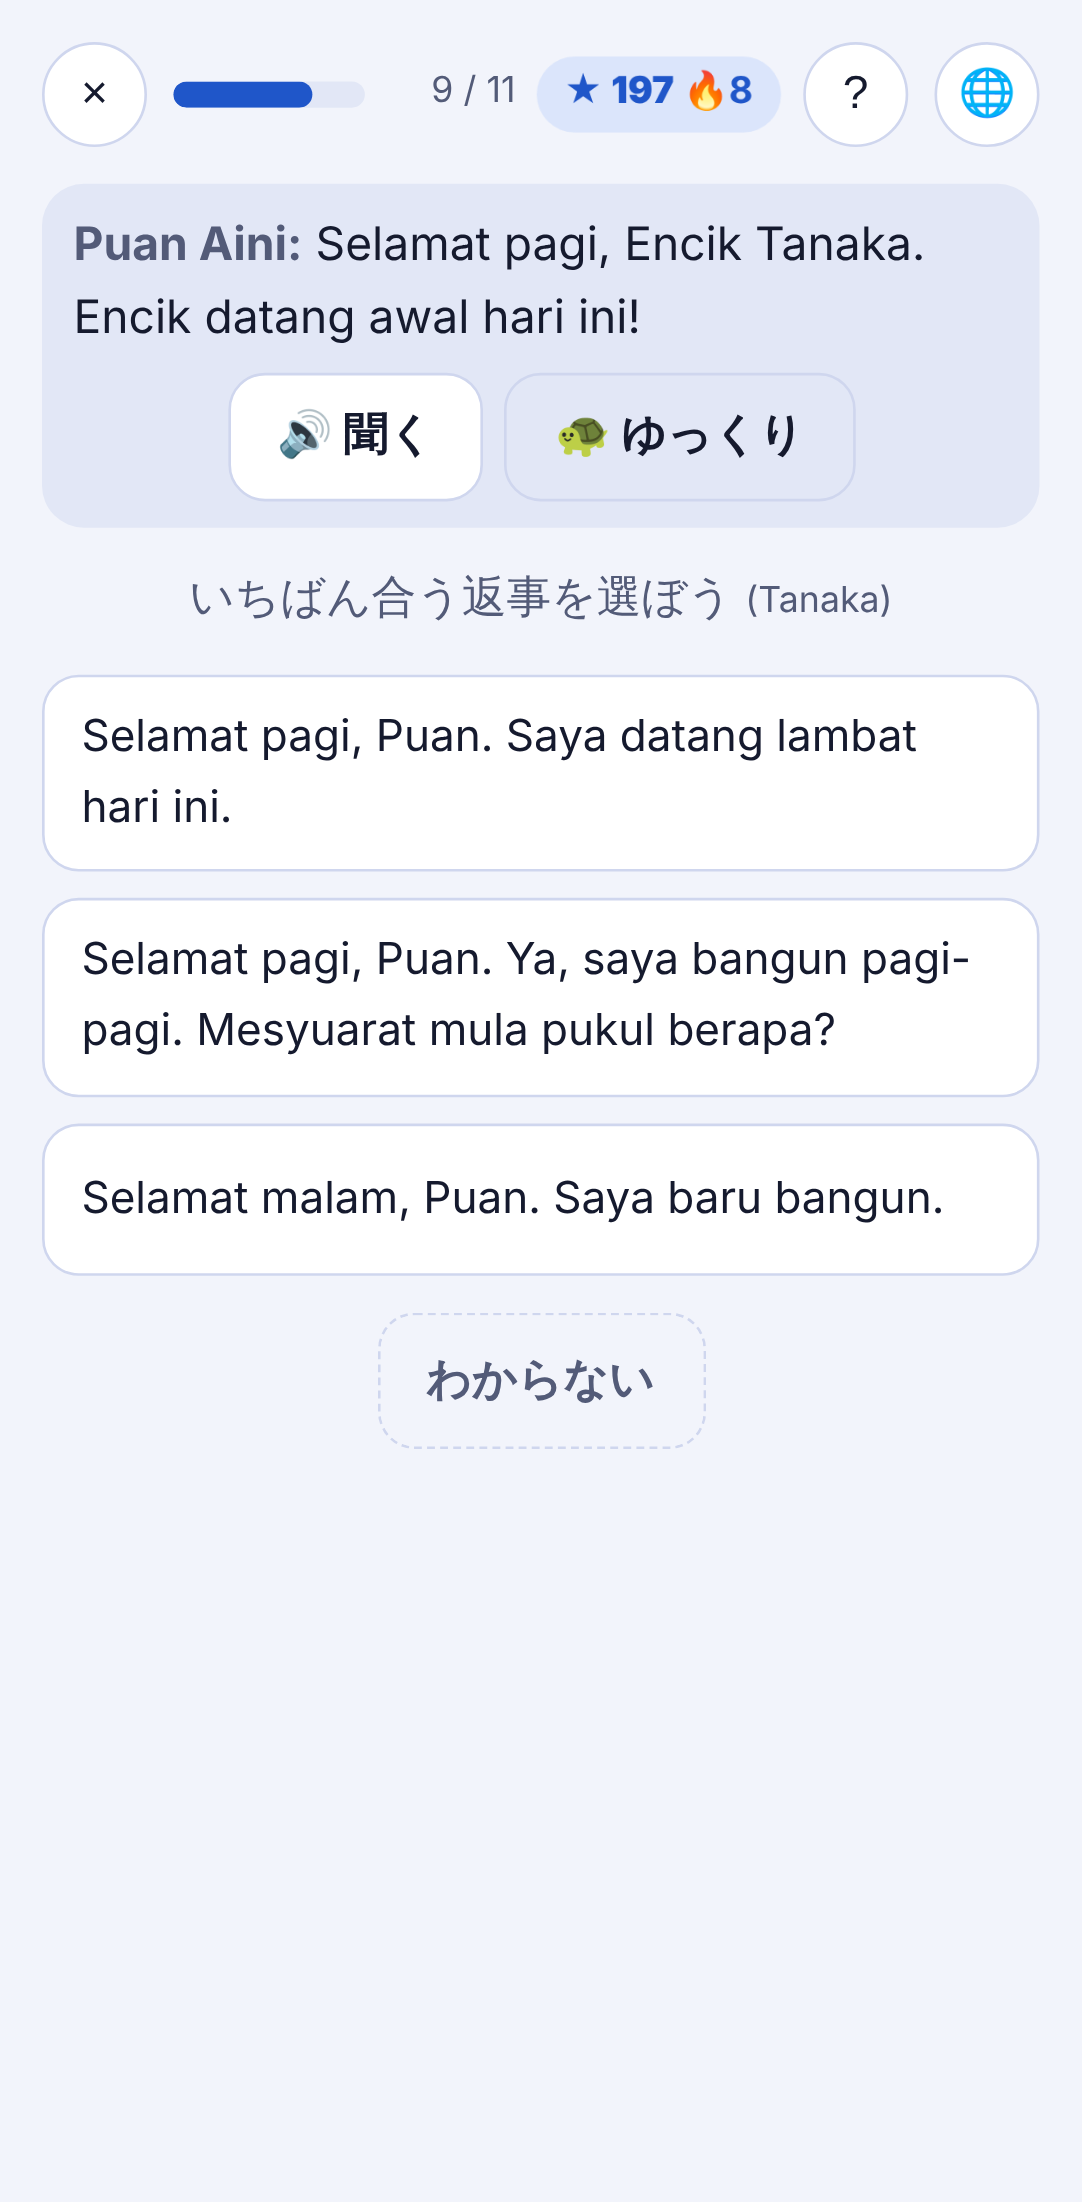 ×
9 / 11
★ 197 🔥8
?
🌐
Puan Aini: Selamat pagi, Encik Tanaka.
Encik datang awal hari ini!
🔊 聞く
🐢 ゆっくり
いちばん合う返事を選ぼう (Tanaka)
Selamat pagi, Puan. Saya datang lambat
hari ini.
Selamat pagi, Puan. Ya, saya bangun pagi-
pagi. Mesyuarat mula pukul berapa?
Selamat malam, Puan. Saya baru bangun.
わからない